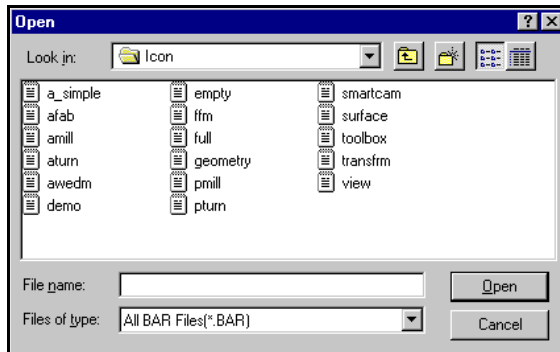 Open
Look in: Icon
a_simple empty smartcam
afab ffm surface
amill full toolbox
aturn geometry transfrm
awedm pmill view
demo pturn
File name: Open
Files of type: All BAR Files(*.BAR) Cancel